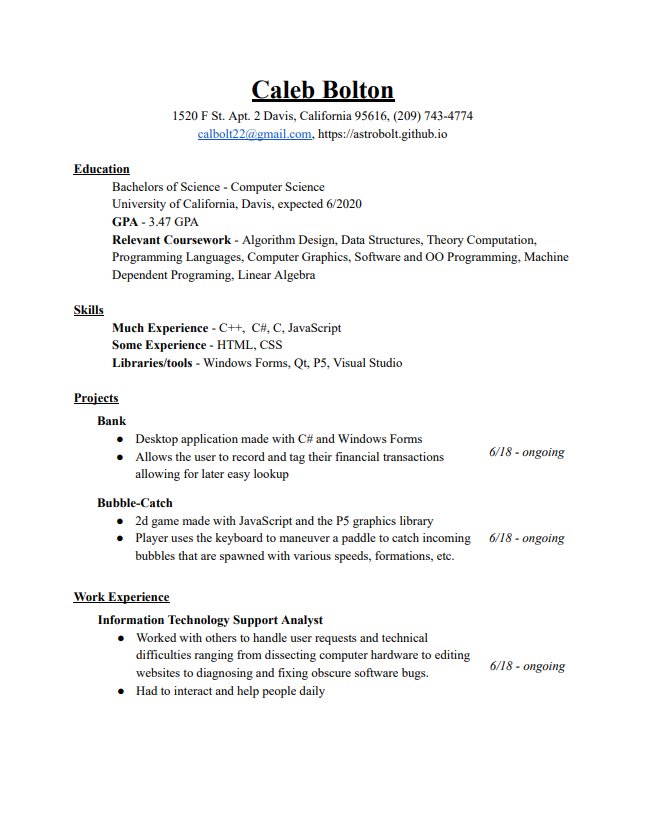 Caleb Bolton
1520 F St. Apt. 2 Davis, California 95616, (209) 743-4774
calbolt22@gmail.com, https://astrobolt.github.io
Education
Bachelors of Science - Computer Science
University of California, Davis, expected 6/2020
GPA - 3.47 GPA
Relevant Coursework - Algorithm Design, Data Structures, Theory Computation,
Programming Languages, Computer Graphics, Software and OO Programming, Machine
Dependent Programing, Linear Algebra
Skills
Much Experience - C++,  C#, C, JavaScript
Some Experience - HTML, CSS
Libraries/tools - Windows Forms, Qt, P5, Visual Studio
Projects
Bank
● Desktop application made with C# and Windows Forms
● Allows the user to record and tag their financial transactions
allowing for later easy lookup
6/18 - ongoing
Bubble-Catch
● 2d game made with JavaScript and the P5 graphics library
● Player uses the keyboard to maneuver a paddle to catch incoming
bubbles that are spawned with various speeds, formations, etc.
6/18 - ongoing
Work Experience
Information Technology Support Analyst
● Worked with others to handle user requests and technical
difficulties ranging from dissecting computer hardware to editing
websites to diagnosing and fixing obscure software bugs.
● Had to interact and help people daily
6/18 - ongoing